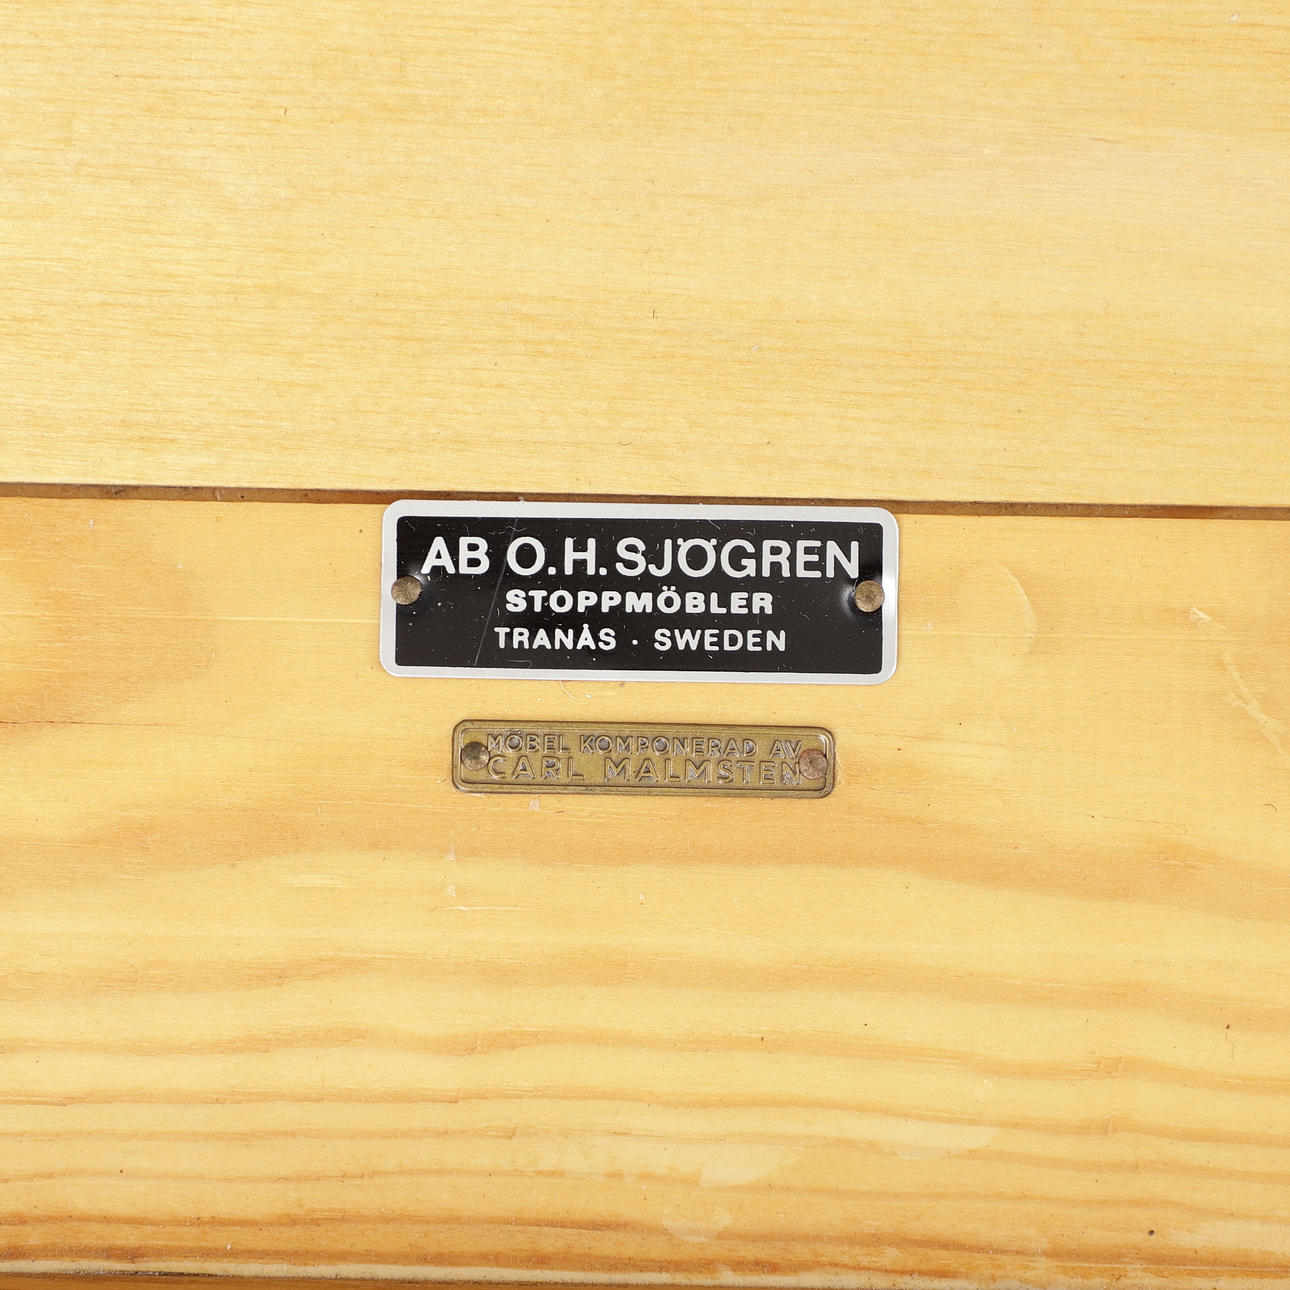 AB O.H.SJÖGREN
STOPPMÖBLER
TRANÅS · SWEDEN
MÖBEL KOMPONERAD AV
CARL MALMSTEN